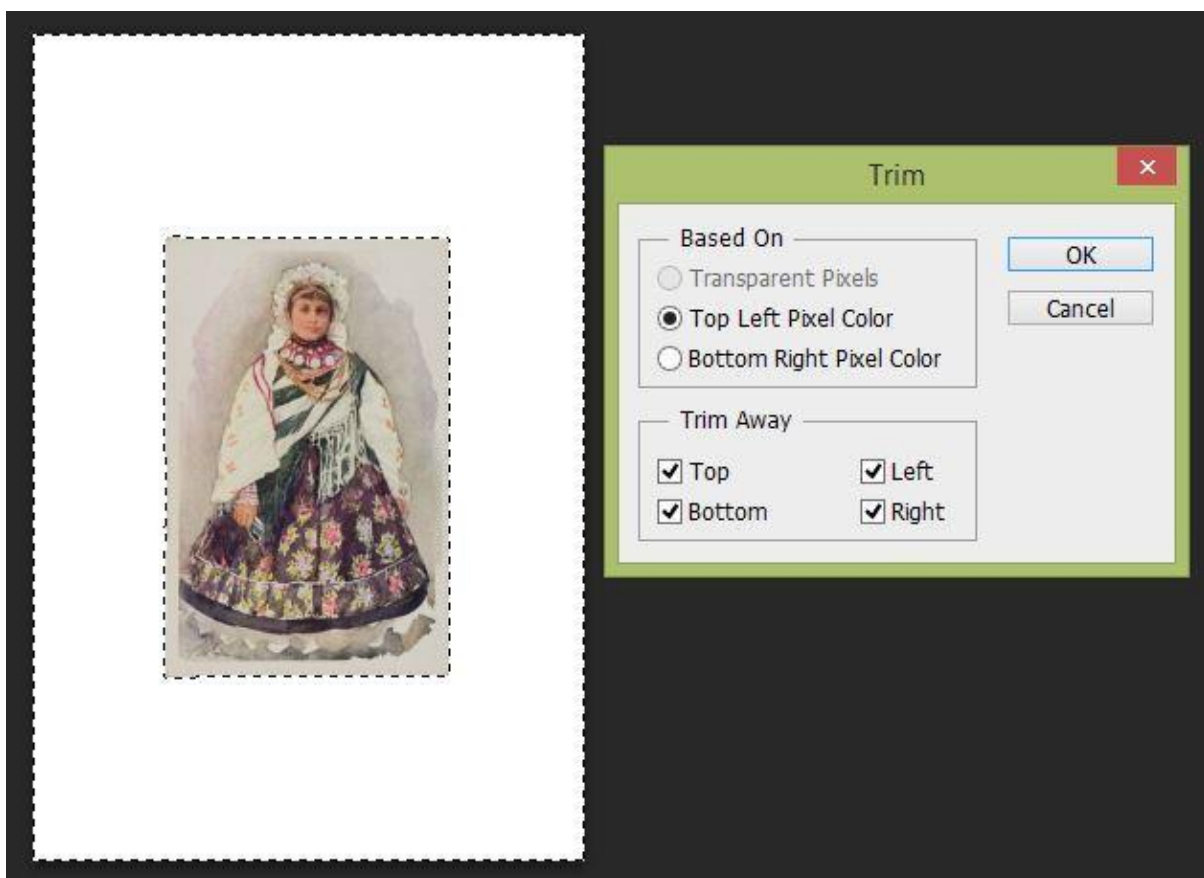 Trim
Based On
Transparent Pixels
Top Left Pixel Color
Bottom Right Pixel Color
OK
Cancel
Trim Away
Top
Left
Bottom
Right